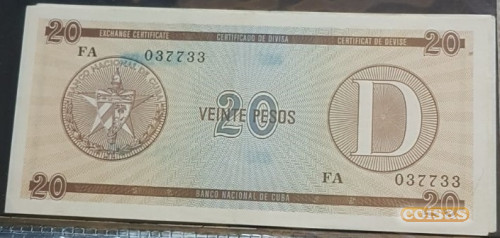 20 EXCHANGE CERTIFICATE CERTIFICADO DE DIVISA CERTIFICAT DE DEVISE 20
FA 037733
BANCO NACIONAL DE CUBA
VEINTE 20 PESOS
D
FA 037733
20 BANCO NACIONAL DE CUBA 20
coisas